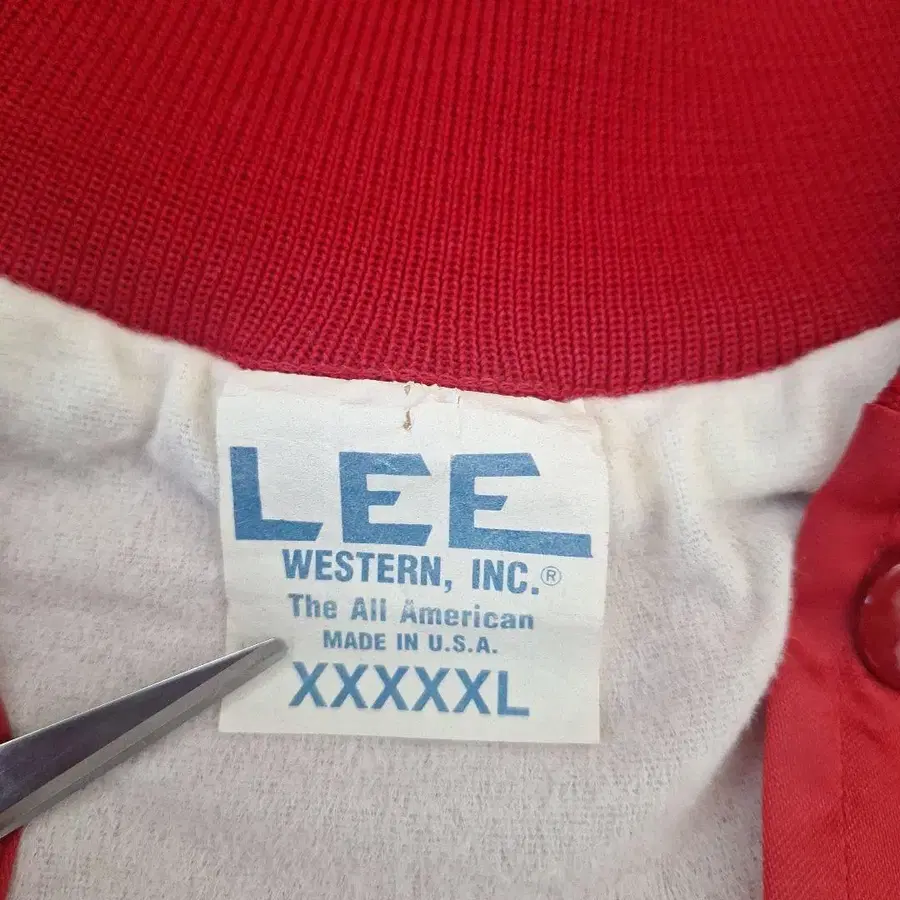 LEE
WESTERN, INC.®
The All American
MADE IN U.S.A.
XXXXXL